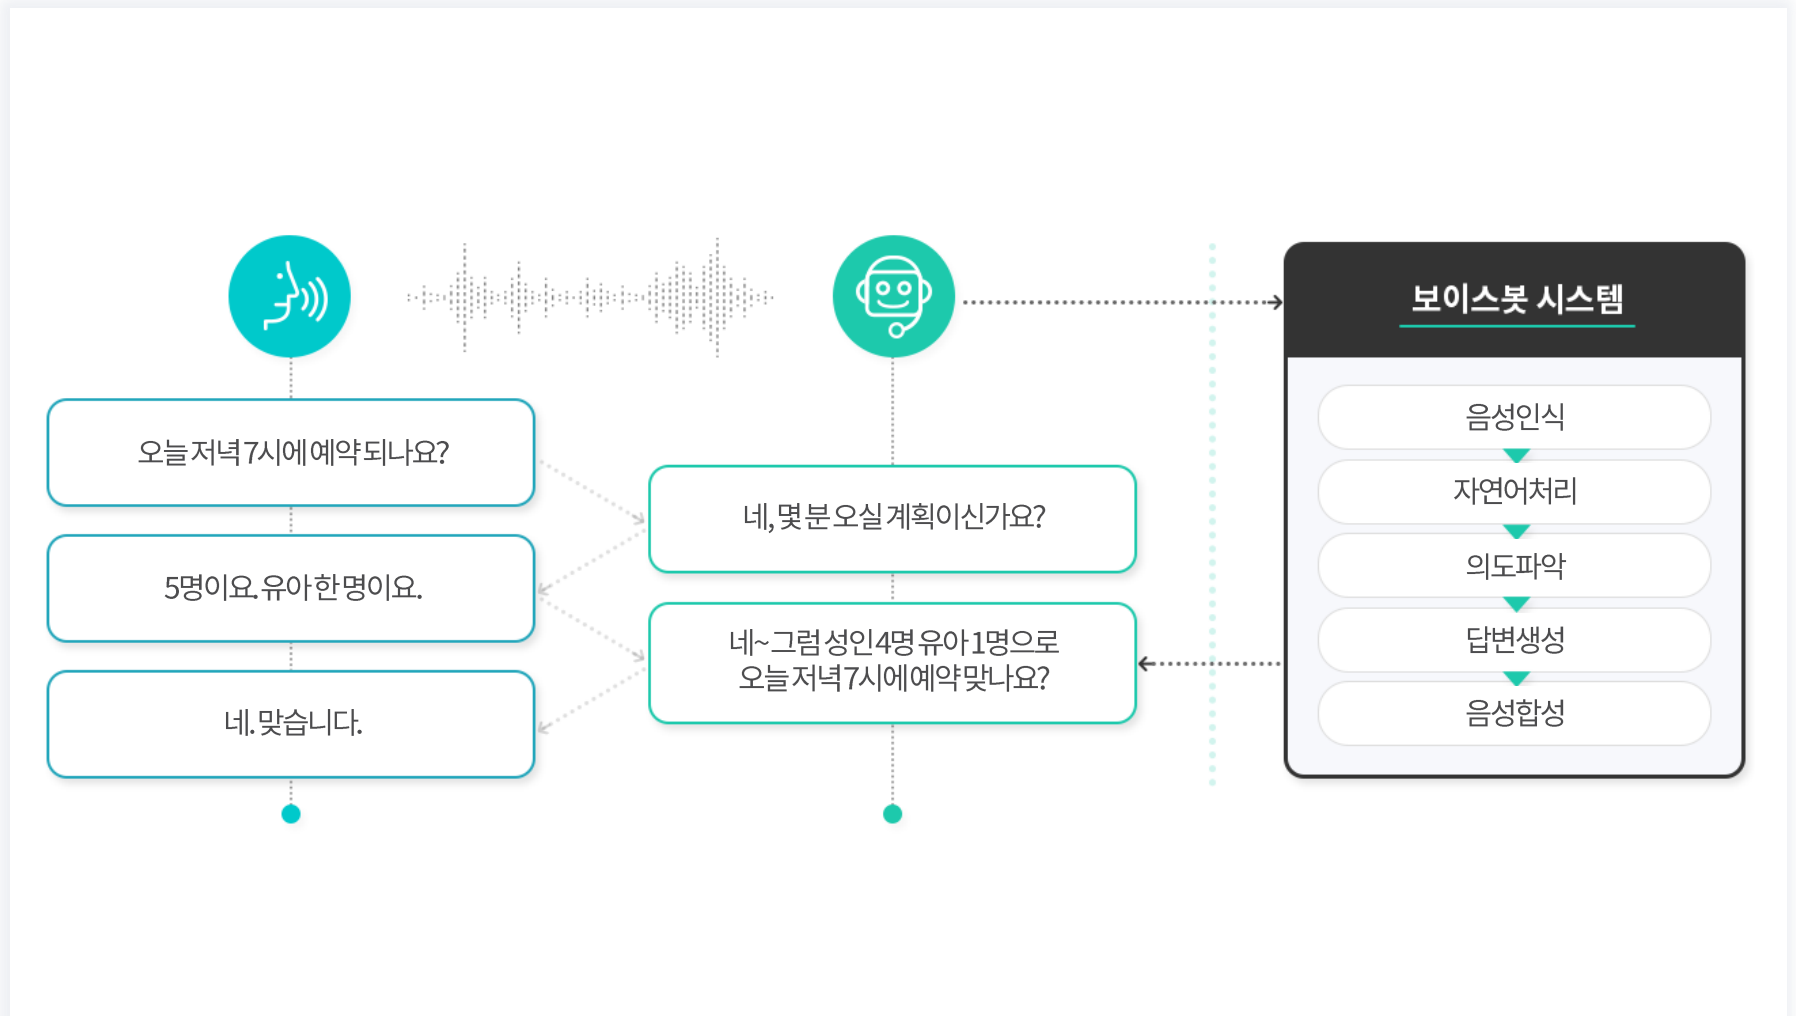 보이스봇 시스템
오늘 저녁 7시에 예약 되나요?
네, 몇 분 오실 계획이신가요?
5명이요. 유아 한 명이요.
네~ 그럼 성인 4명 유아 1명으로
오늘 저녁 7시에 예약 맞나요?
네. 맞습니다.
음성인식
자연어처리
의도파악
답변생성
음성합성